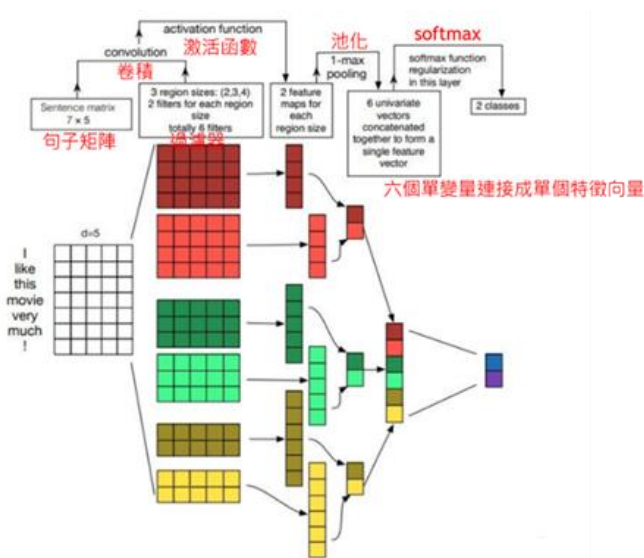 activation function
激活函數
convolution
卷積
池化
1-max
pooling
softmax
softmax function
regularization
in this layer
Sentence matrix
7 × 5
句子矩陣
3 region sizes: (2,3,4)
2 filters for each region
size
totally 6 filters
過濾器
2 feature
maps for
each
region size
6 univariate
vectors
concatenated
together to form a
single feature
vector
2 classes
六個單變量連接成單個特徵向量
d=5
I
like
this
movie
very
much
!